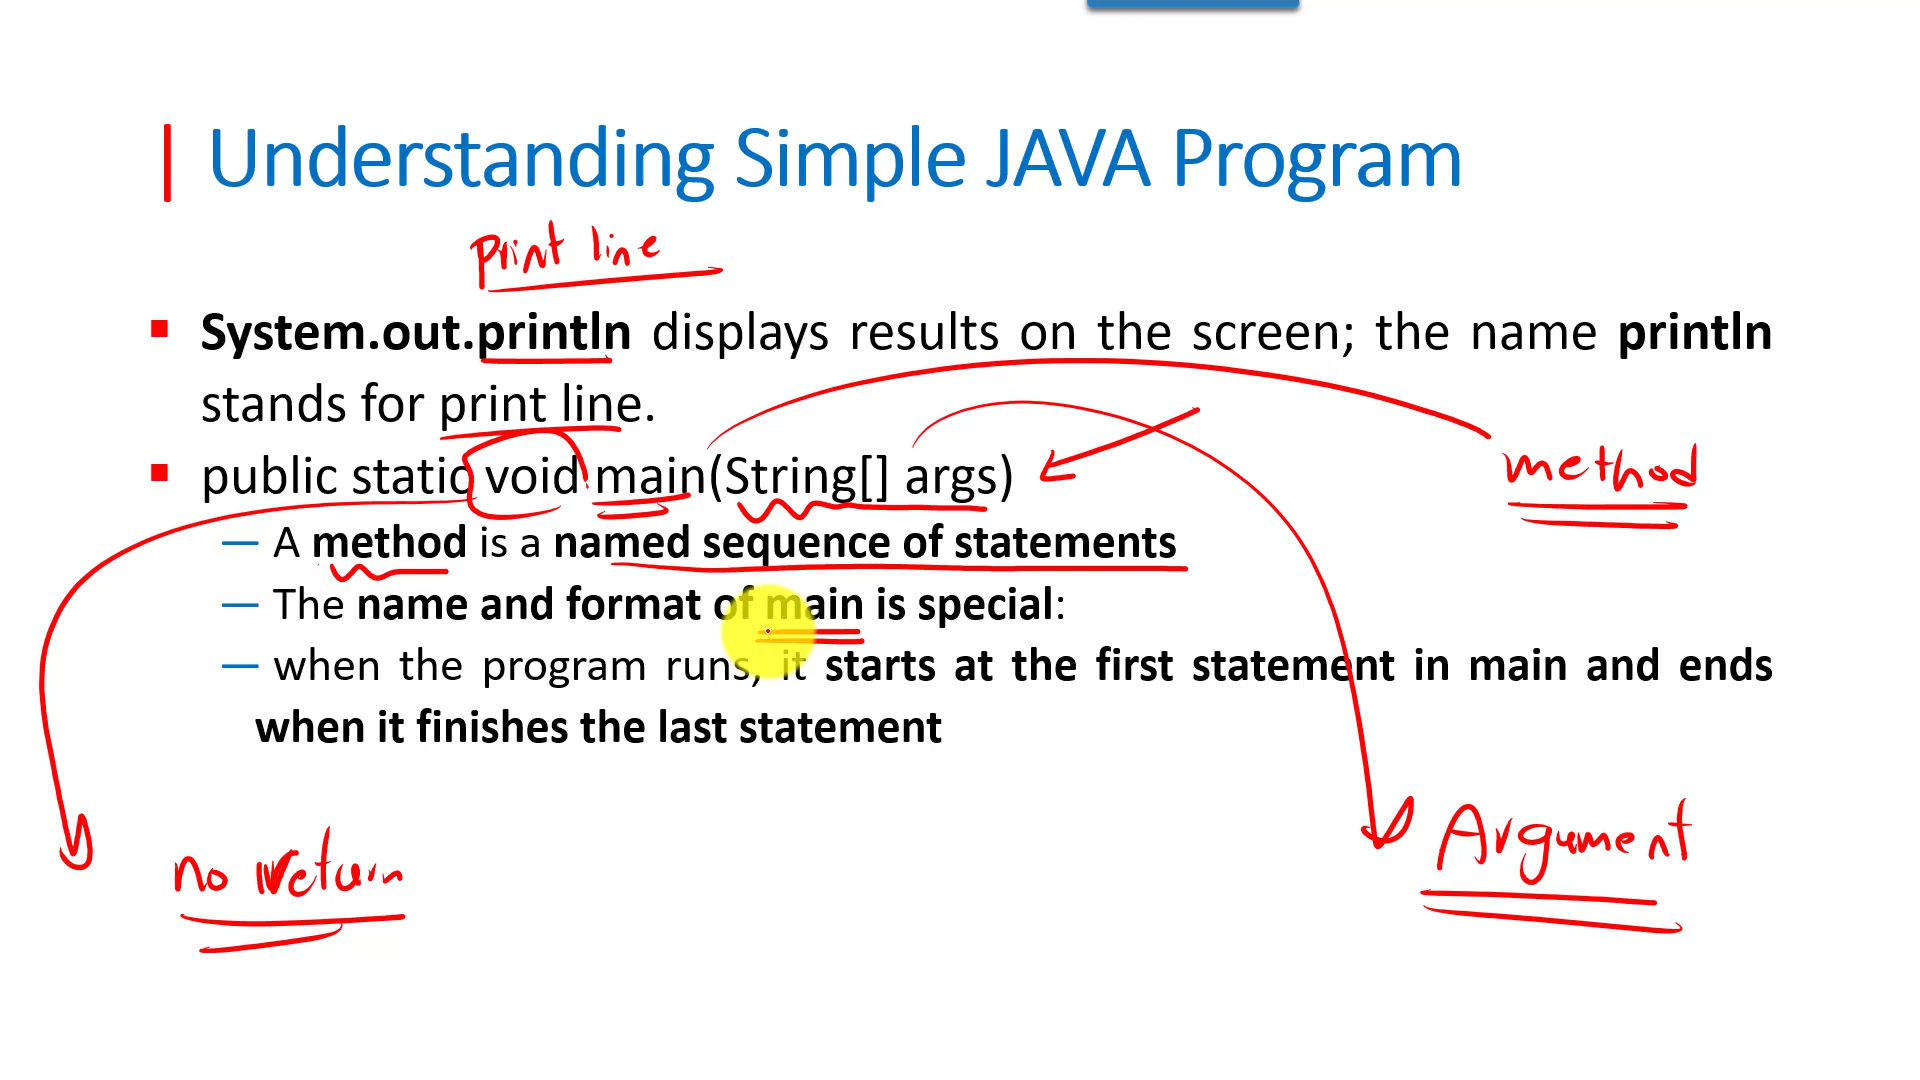 Understanding Simple JAVA Program
print line
System.out.println displays results on the screen; the name println
stands for print line.
public static void main(String[] args)
method
— A method is a named sequence of statements
— The name and format of main is special:
— when the program runs, it starts at the first statement in main and ends
when it finishes the last statement
no return
Argument